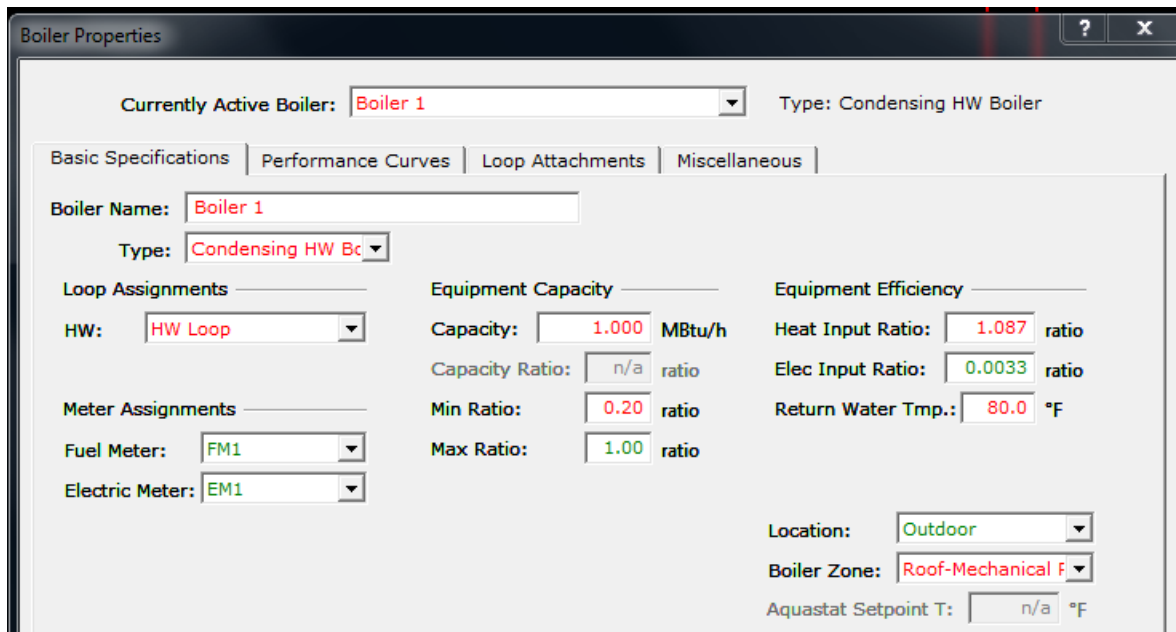 Boiler Properties
? x
Currently Active Boiler: Boiler 1 Type: Condensing HW Boiler
Basic Specifications Performance Curves Loop Attachments Miscellaneous
Boiler Name: Boiler 1
Type: Condensing HW Bo
Loop Assignments Equipment Capacity Equipment Efficiency
HW: HW Loop Capacity: 1.000 MBtu/h Heat Input Ratio: 1.087 ratio
Capacity Ratio: n/a ratio Elec Input Ratio: 0.0033 ratio
Meter Assignments Min Ratio: 0.20 ratio Return Water Tmp.: 80.0 °F
Fuel Meter: FM1 Max Ratio: 1.00 ratio
Electric Meter: EM1
Location: Outdoor
Boiler Zone: Roof-Mechanical
Aquastat Setpoint T: n/a °F